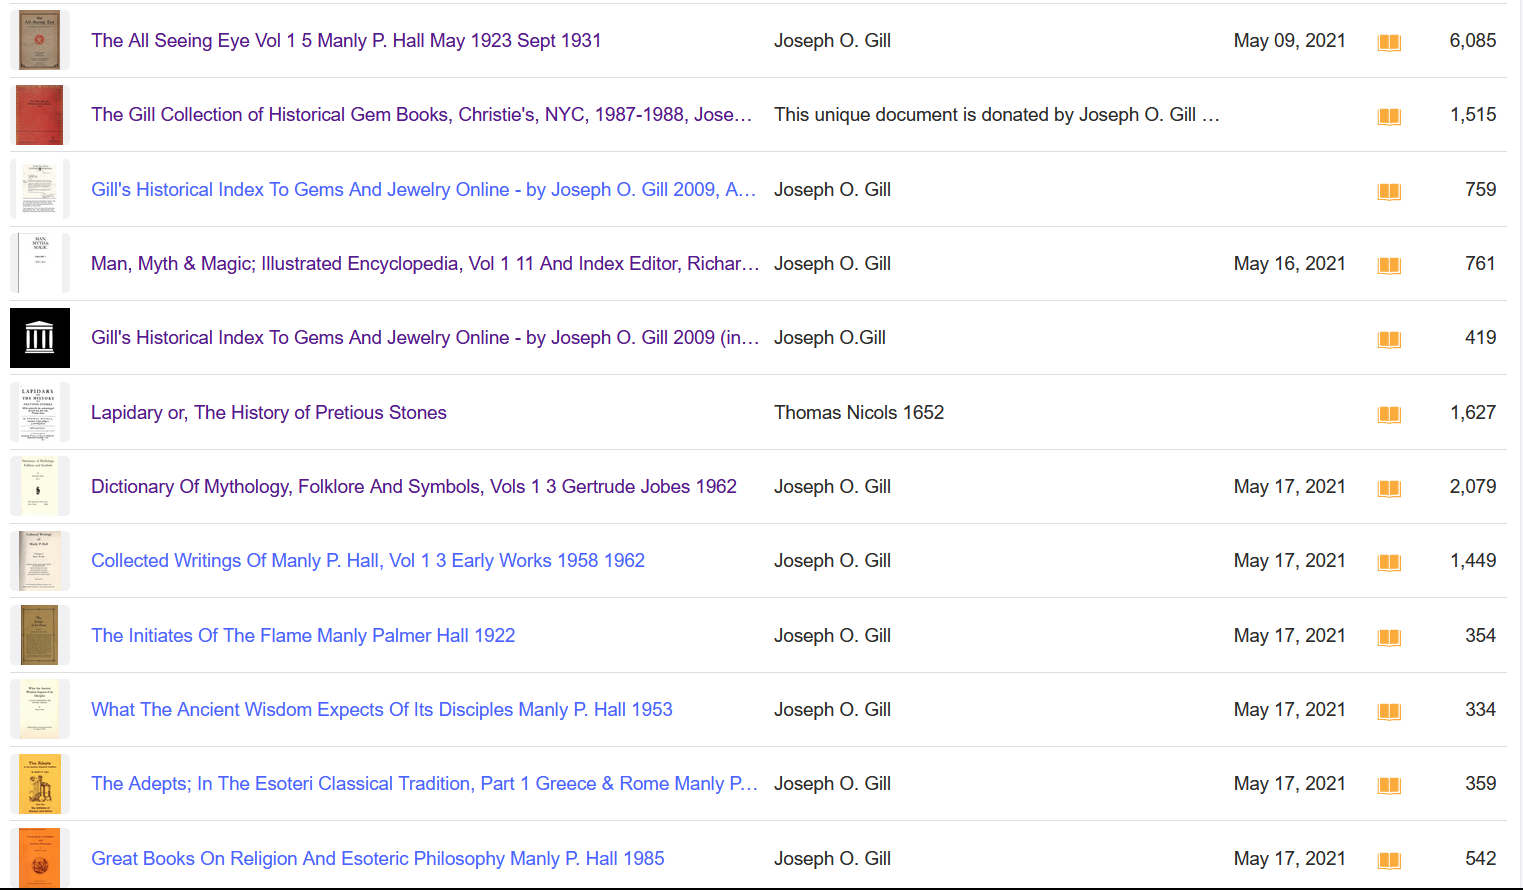 The All Seeing Eye Vol 1 5 Manly P. Hall May 1923 Sept 1931 Joseph O. Gill May 09, 2021 6,085
The Gill Collection of Historical Gem Books, Christie's, NYC, 1987-1988, Jose… This unique document is donated by Joseph O. Gill … 1,515
Gill's Historical Index To Gems And Jewelry Online - by Joseph O. Gill 2009, A… Joseph O. Gill 759
Man, Myth & Magic; Illustrated Encyclopedia, Vol 1 11 And Index Editor, Richar… Joseph O. Gill May 16, 2021 761
Gill's Historical Index To Gems And Jewelry Online - by Joseph O. Gill 2009 (in… Joseph O.Gill 419
Lapidary or, The History of Pretious Stones Thomas Nicols 1652 1,627
Dictionary Of Mythology, Folklore And Symbols, Vols 1 3 Gertrude Jobes 1962 Joseph O. Gill May 17, 2021 2,079
Collected Writings Of Manly P. Hall, Vol 1 3 Early Works 1958 1962 Joseph O. Gill May 17, 2021 1,449
The Initiates Of The Flame Manly Palmer Hall 1922 Joseph O. Gill May 17, 2021 354
What The Ancient Wisdom Expects Of Its Disciples Manly P. Hall 1953 Joseph O. Gill May 17, 2021 334
The Adepts; In The Esoteri Classical Tradition, Part 1 Greece & Rome Manly P… Joseph O. Gill May 17, 2021 359
Great Books On Religion And Esoteric Philosophy Manly P. Hall 1985 Joseph O. Gill May 17, 2021 542